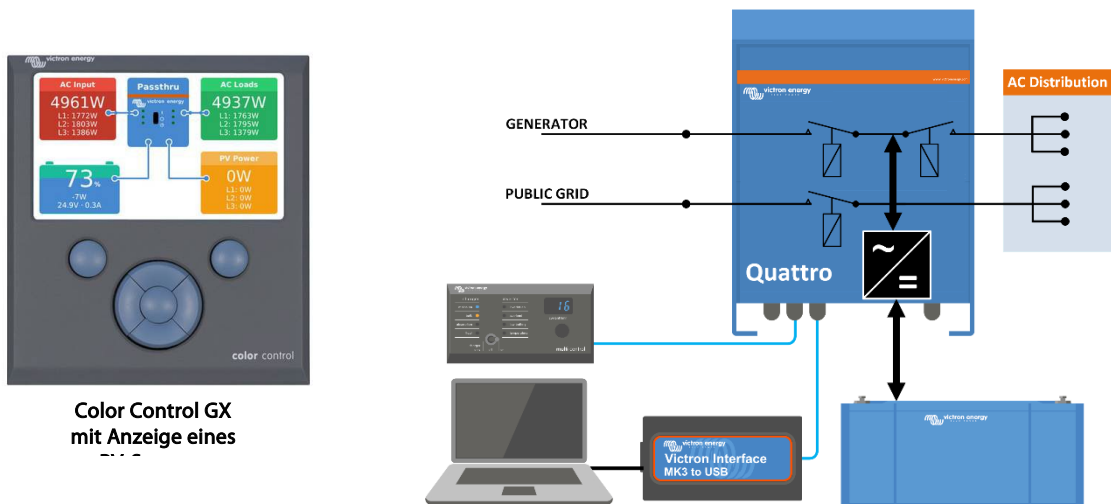 victron energy
AC Input
4961W
L1: 1772W
L2: 1803W
L3: 1386W
Passthru
victron energy
AC Loads
4937W
L1: 1763W
L2: 1795W
L3: 1379W
73%
-7W
24.9V · 0.3A
PV Power
0W
L1: 0W
L2: 0W
L3: 0W
color control
Color Control GX
mit Anzeige eines
victron energy
GENERATOR
PUBLIC GRID
Quattro
AC Distribution
victron energy
16
multi control
victron energy
Victron Interface
MK3 to USB
victron energy